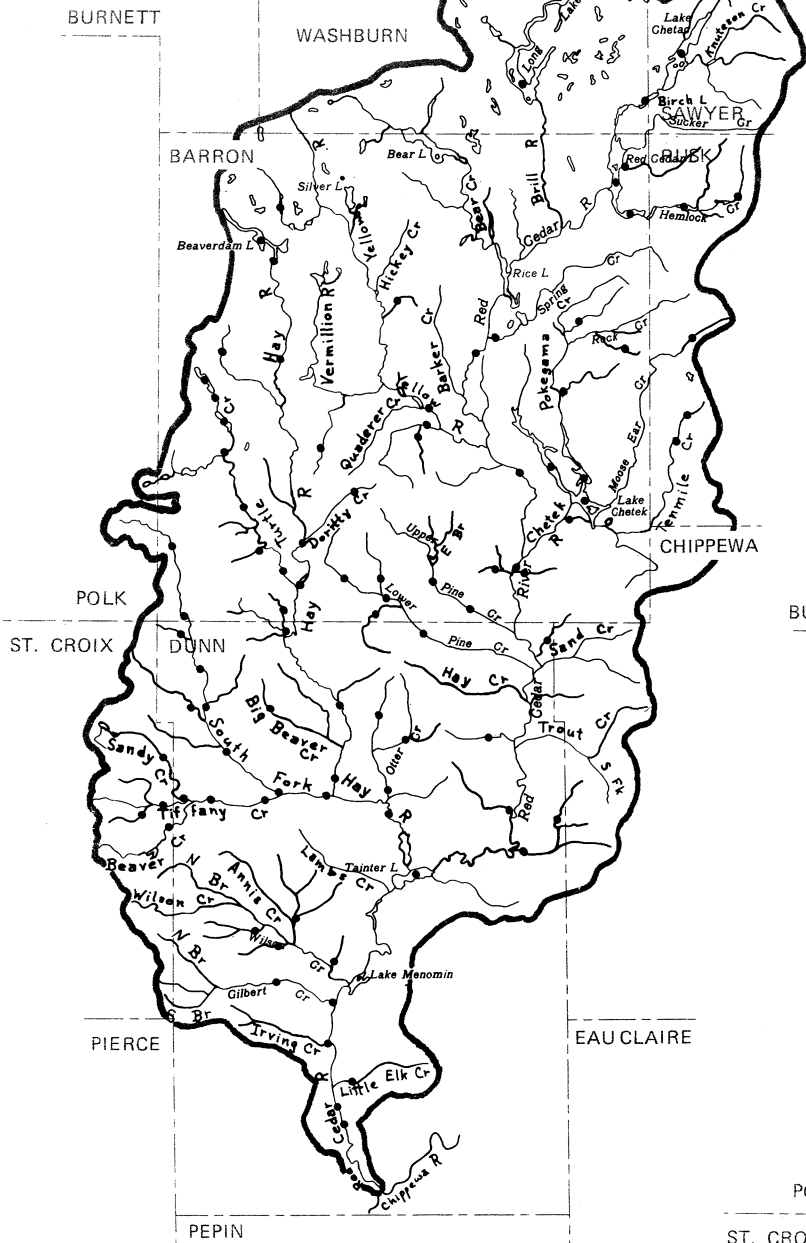 BURNETT
WASHBURN
Lake
Lake
Chetac
Knuteson Cr
Long
Birch L
SAWYER
Sucker Cr
BARRON
R
Bear L
R
Red Cedar L
RUSK
Silver L
Bear Cr
Brill
R
Hemlock Cr
Yellow
Hickey Cr
Cedar
Beaverdam L
Rice L
Cr
Spring
R
Vermillion R
Cr
Red
Cr
Rock
Hay
Barker
Pokegama
Cr
Yellow
Quaderer Cr
R
Cr
Moose Ear
Cr
Turtle
R
Doritty Cr
Chetek
R
Lake
Chetek
Tenmile Cr
Upper
Br
CHIPPEWA
River
POLK
Lower
Pine
Cr
BU
Hay
ST. CROIX
DUNN
Pine Cr
Sand Cr
Hay Cr
Cedar
Big Beaver
Cr
South
Otter Cr
Trout Cr
Sandy Cr
S Fk
Fork
Hay
R
Red
Tiffany Cr
Cr
Beaver
N Br
Annis Cr
Lambs Cr
Tainter L
Wilson Cr
Wilson
Cr
N Br
Lake Menomin
Gilbert Cr
S Br
PIERCE
Irving Cr
EAU CLAIRE
R
Little Elk Cr
Cedar
Red
Chippewa R
PEPIN
ST. CRO